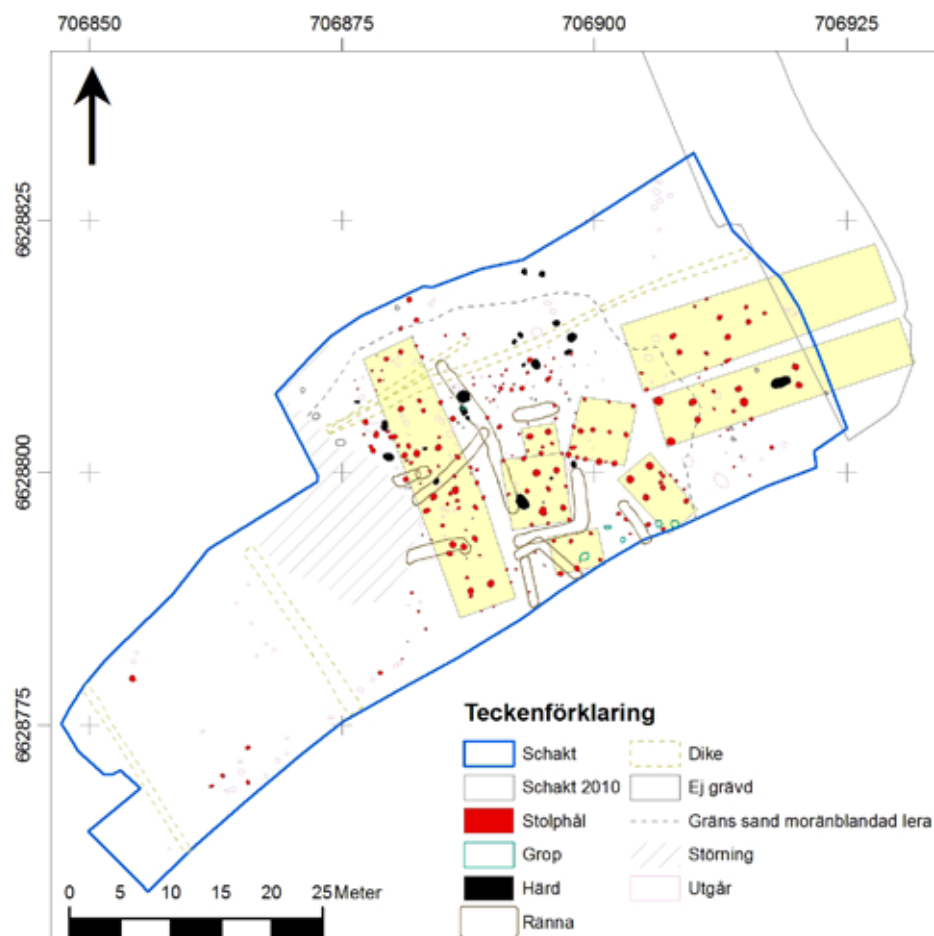 706850
706875
706900
706925
6628825
6628800
6628775
Teckenförklaring
Schakt
Schakt 2010
Stolphål
Grop
Härd
Ränna
Dike
Ej grävd
Gräns sand moränblandad lera
Störning
Utgår
0 5 10 15 20 25 Meter